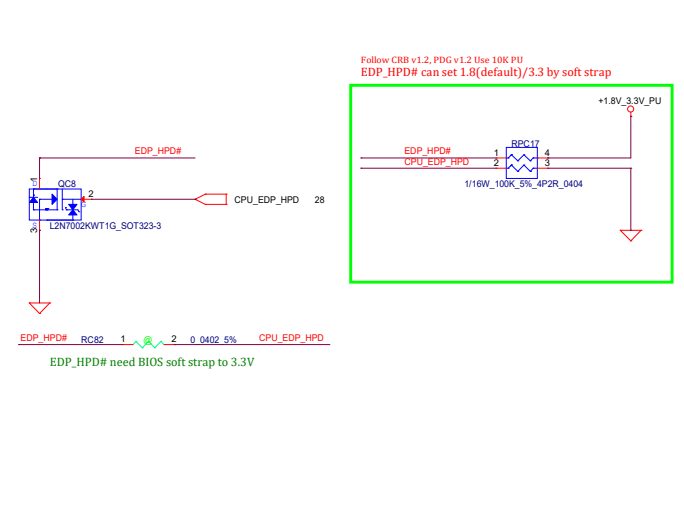 Follow CRB v1.2, PDG v1.2 Use 10K PU
EDP_HPD# can set 1.8(default)/3.3 by soft strap
+1.8V_3.3V_PU
RPC17
EDP_HPD# 1 4
CPU_EDP_HPD 2 3
1/16W_100K_5%_4P2R_0404
EDP_HPD#
1
D
QC8
2
G
CPU_EDP_HPD 28
S
3
L2N7002KWT1G_SOT323-3
EDP_HPD# RC82 1 @ 2 0_0402_5% CPU_EDP_HPD
EDP_HPD# need BIOS soft strap to 3.3V